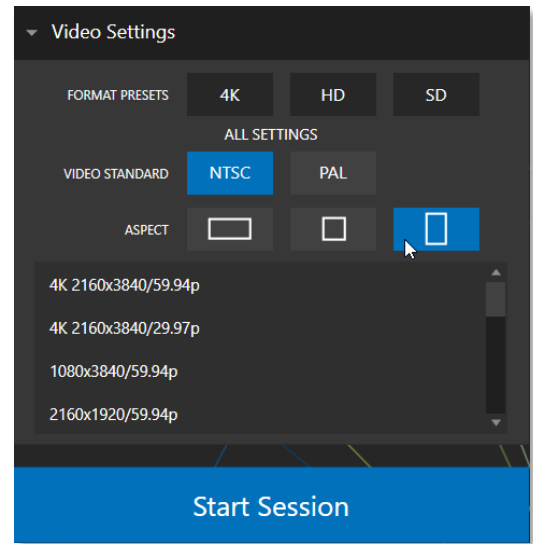 Video Settings
FORMAT PRESETS 4K HD SD
ALL SETTINGS
VIDEO STANDARD NTSC PAL
ASPECT
4K 2160x3840/59.94p
4K 2160x3840/29.97p
1080x3840/59.94p
2160x1920/59.94p
Start Session